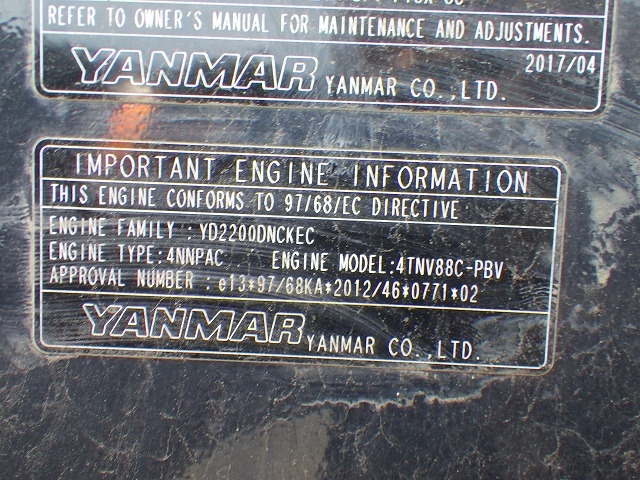 REFER TO OWNER'S MANUAL FOR MAINTENANCE AND ADJUSTMENTS.
2017/04
YANMAR YANMAR CO.,LTD.
IMPORTANT ENGINE INFORMATION
THIS ENGINE CONFORMS TO 97/68/EC DIRECTIVE
ENGINE FAMILY : YD2200DNCKEC
ENGINE TYPE:4NNPAC ENGINE MODEL:4TNV88C-PBV
APPROVAL NUMBER : e13*97/68KA*2012/46*0771*02
YANMAR YANMAR CO.,LTD.